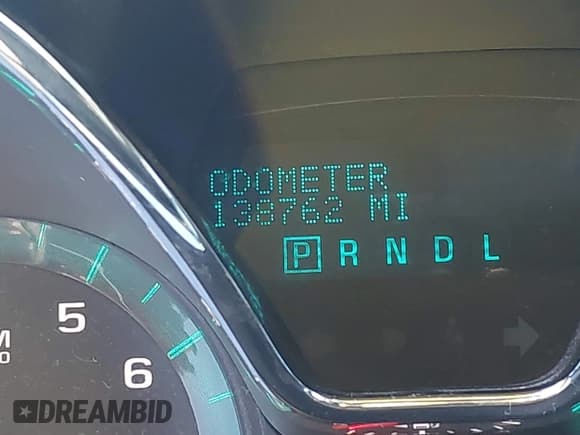 ODOMETER
138762 MI
P R N D L
5
6
DREAMBID